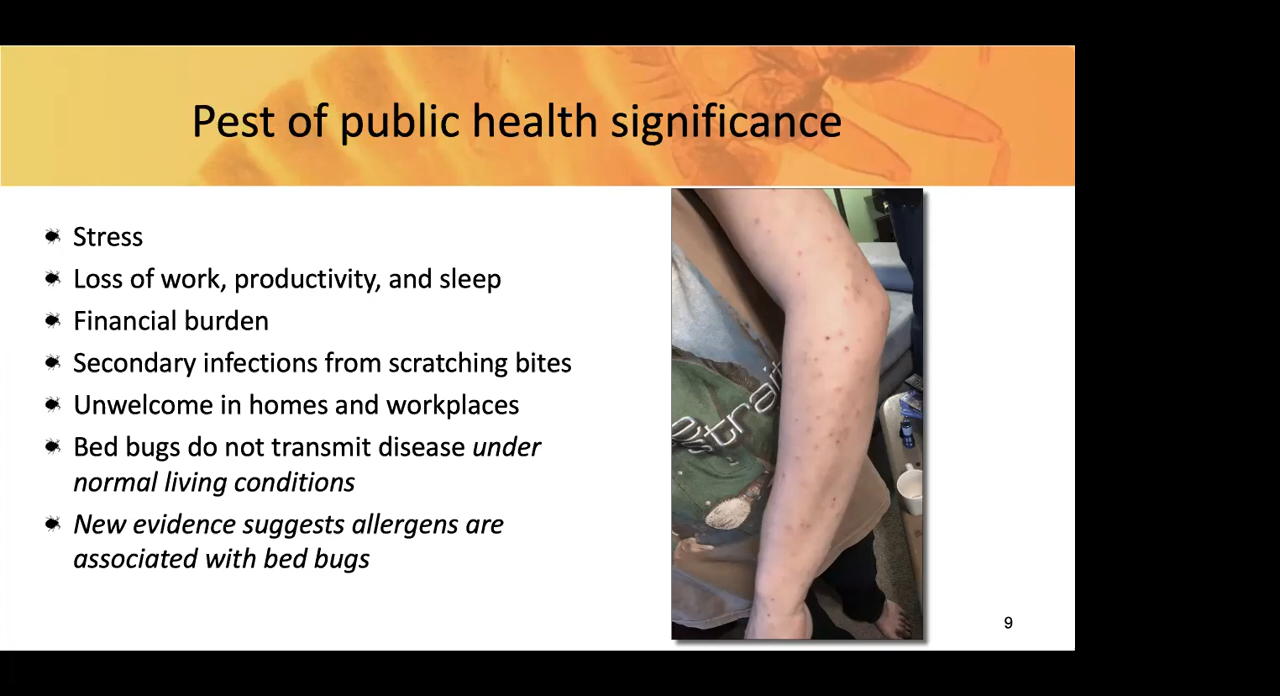 Pest of public health significance
Stress
Loss of work, productivity, and sleep
Financial burden
Secondary infections from scratching bites
Unwelcome in homes and workplaces
Bed bugs do not transmit disease under
normal living conditions
New evidence suggests allergens are
associated with bed bugs
9